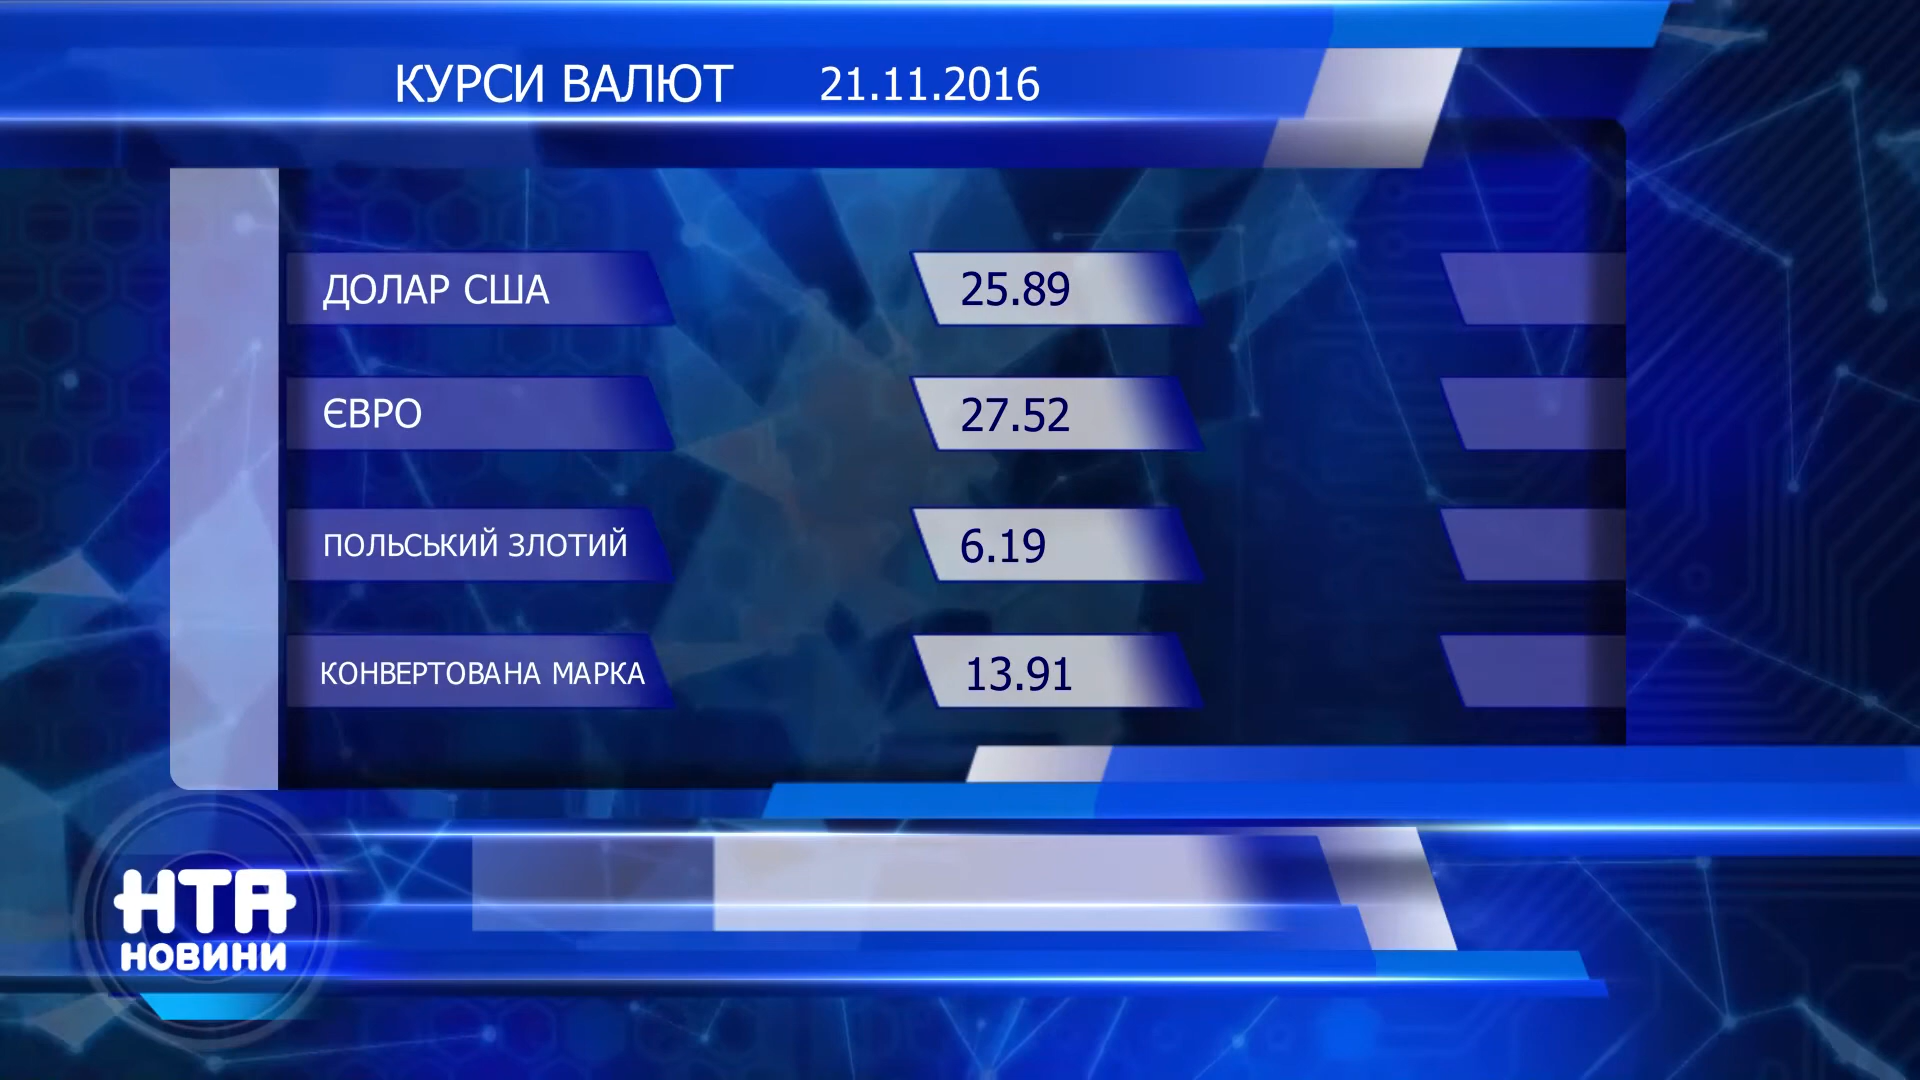 КУРСИ ВАЛЮТ 21.11.2016
ДОЛАР США 25.89
ЄВРО 27.52
ПОЛЬСЬКИЙ ЗЛОТИЙ 6.19
КОНВЕРТОВАНА МАРКА 13.91
НТА
НОВИНИ